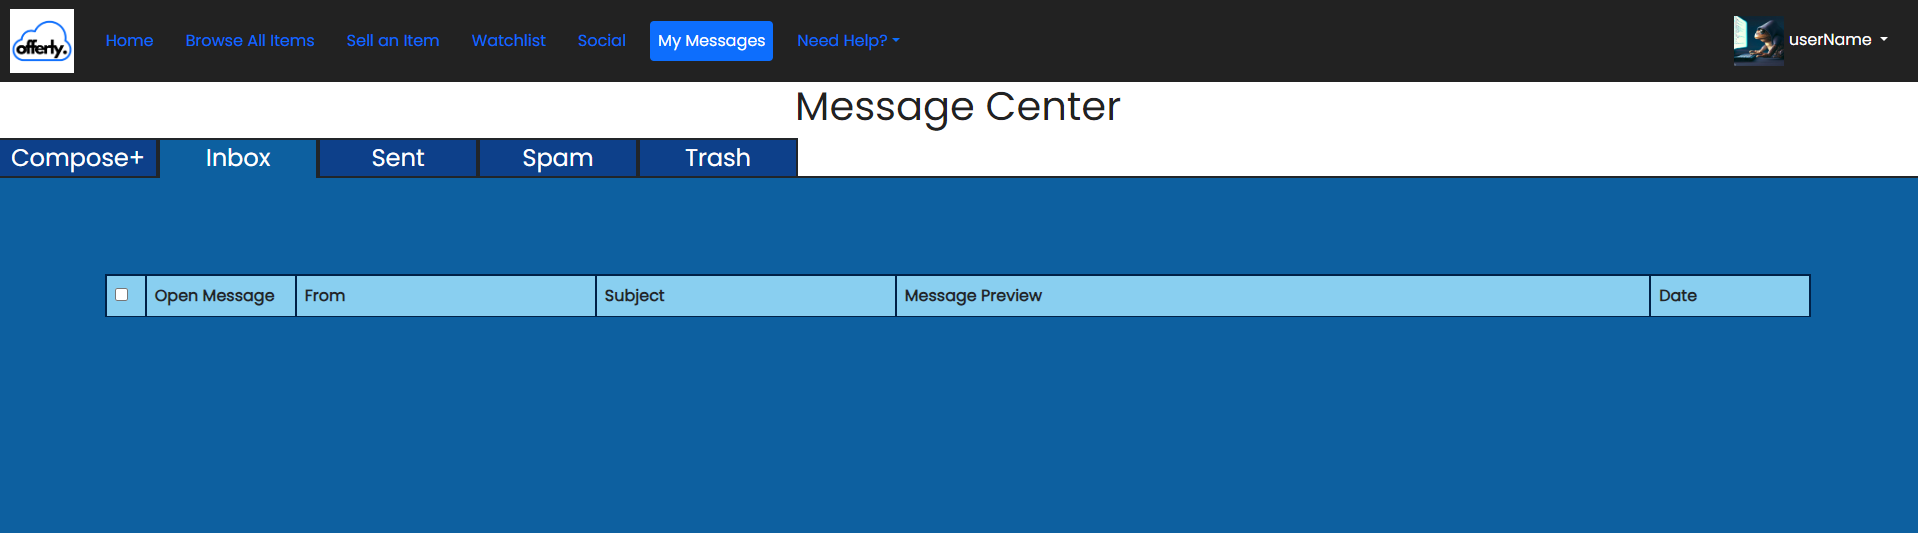 offerly. Home Browse All Items Sell an Item Watchlist Social My Messages Need Help? userName
Message Center
Compose+ Inbox Sent Spam Trash
Open Message From Subject Message Preview Date